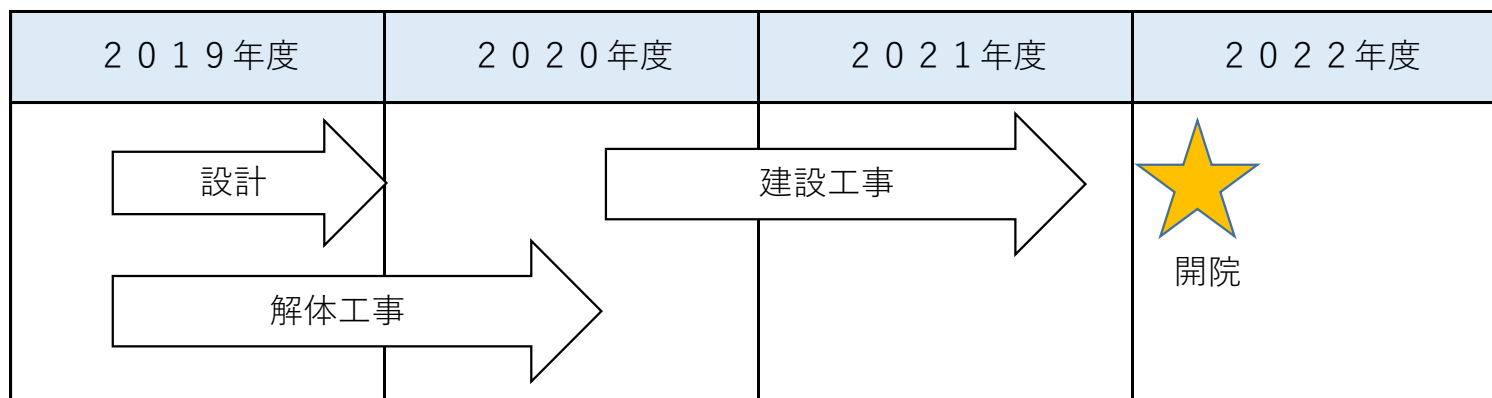 ２０１９年度
２０２０年度
２０２１年度
２０２２年度
設計
建設工事
開院
解体工事